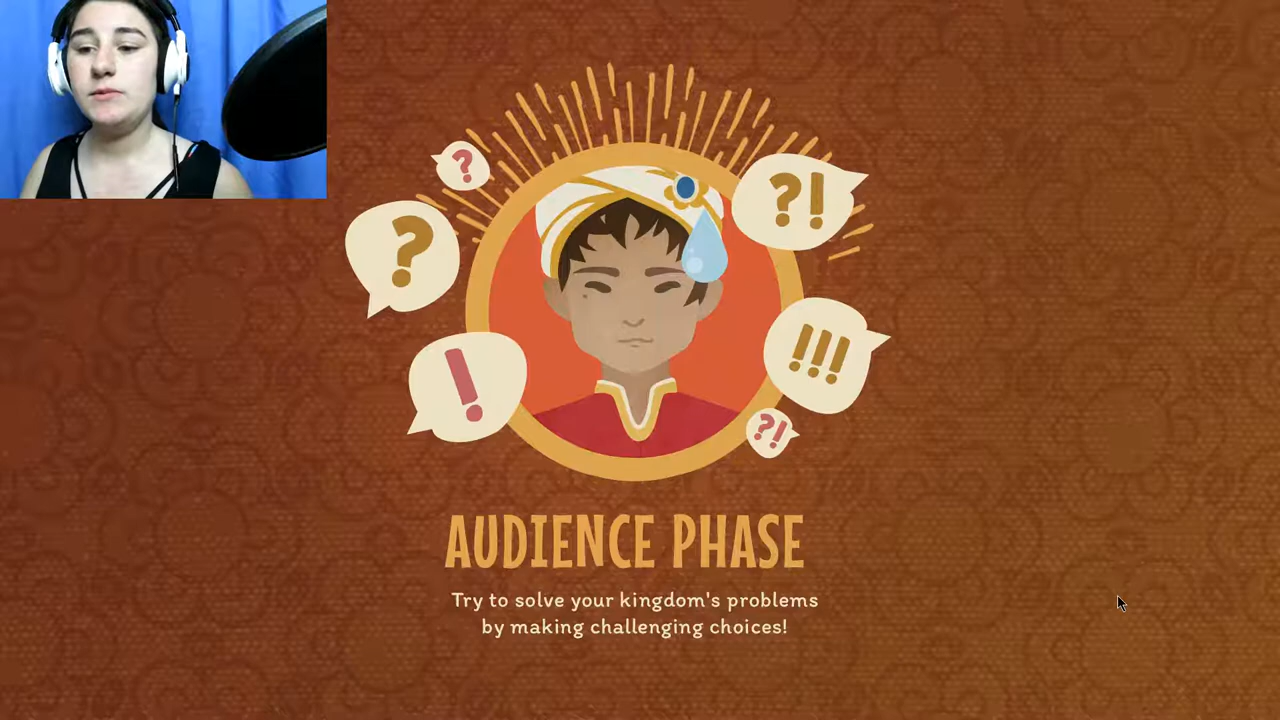 ?
?!
?
!!!
!
?!
AUDIENCE PHASE
Try to solve your kingdom's problems
by making challenging choices!